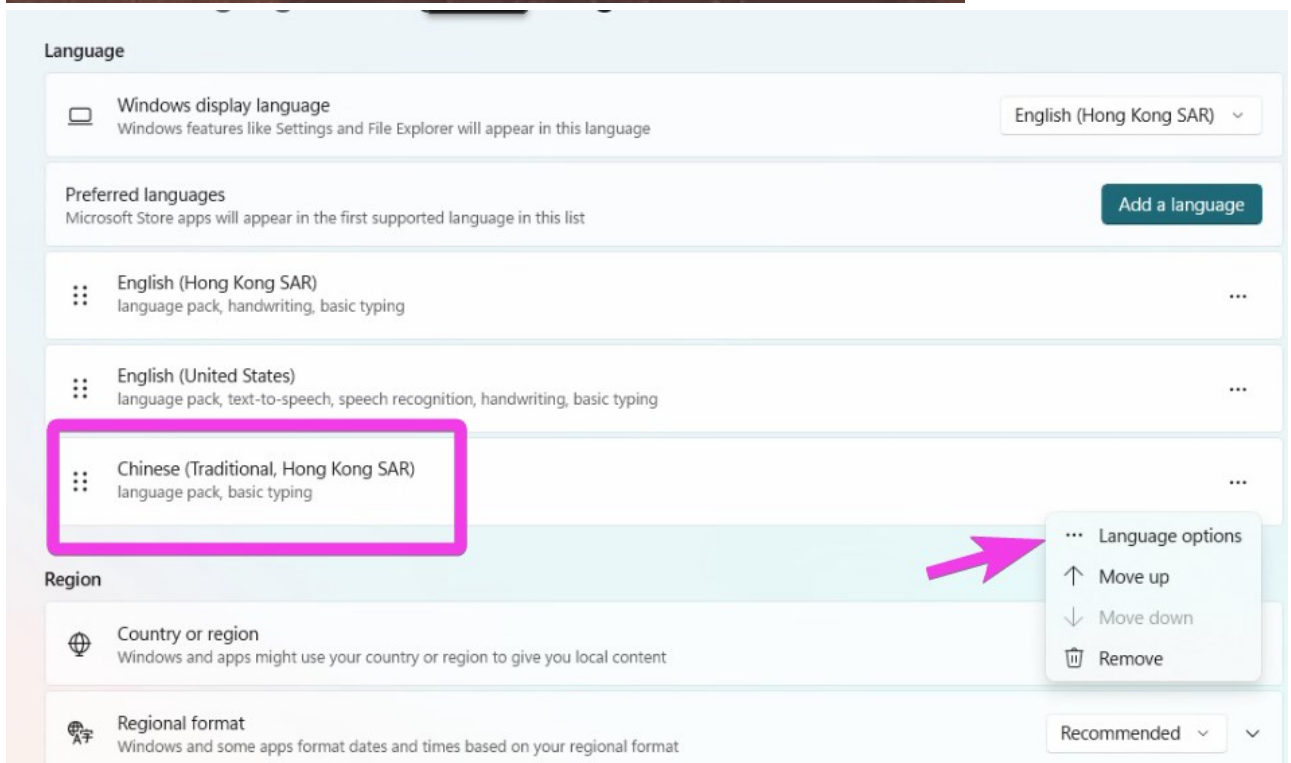 Language
Windows display language
Windows features like Settings and File Explorer will appear in this language
English (Hong Kong SAR)
Preferred languages
Microsoft Store apps will appear in the first supported language in this list
Add a language
English (Hong Kong SAR)
language pack, handwriting, basic typing
English (United States)
language pack, text-to-speech, speech recognition, handwriting, basic typing
Chinese (Traditional, Hong Kong SAR)
language pack, basic typing
Language options
Move up
Move down
Remove
Region
Country or region
Windows and apps might use your country or region to give you local content
Regional format
Windows and some apps format dates and times based on your regional format
Recommended